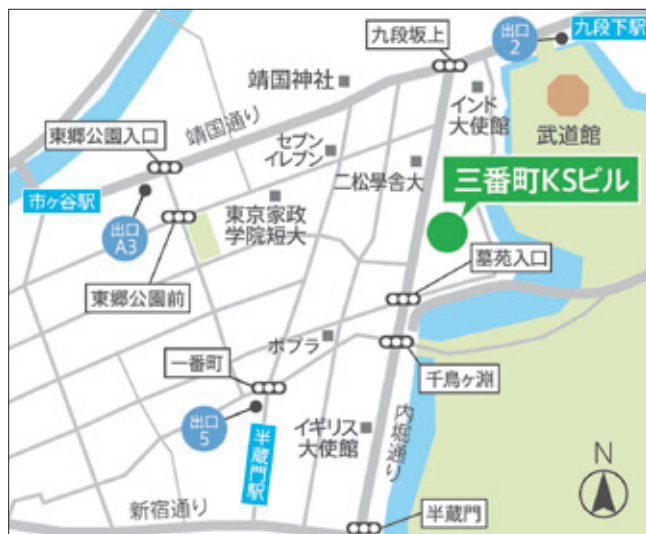 出口
2
九段下駅
九段坂上
靖国神社
インド
大使館
武道館
東郷公園入口
靖国通り
セブン
イレブン
二松學舎大
三番町KSビル
市ヶ谷駅
出口
A3
東京家政
学院短大
墓苑入口
東郷公園前
ポプラ
一番町
千鳥ヶ淵
出口
5
半蔵門駅
イギリス
大使館
内堀通り
N
新宿通り
半蔵門